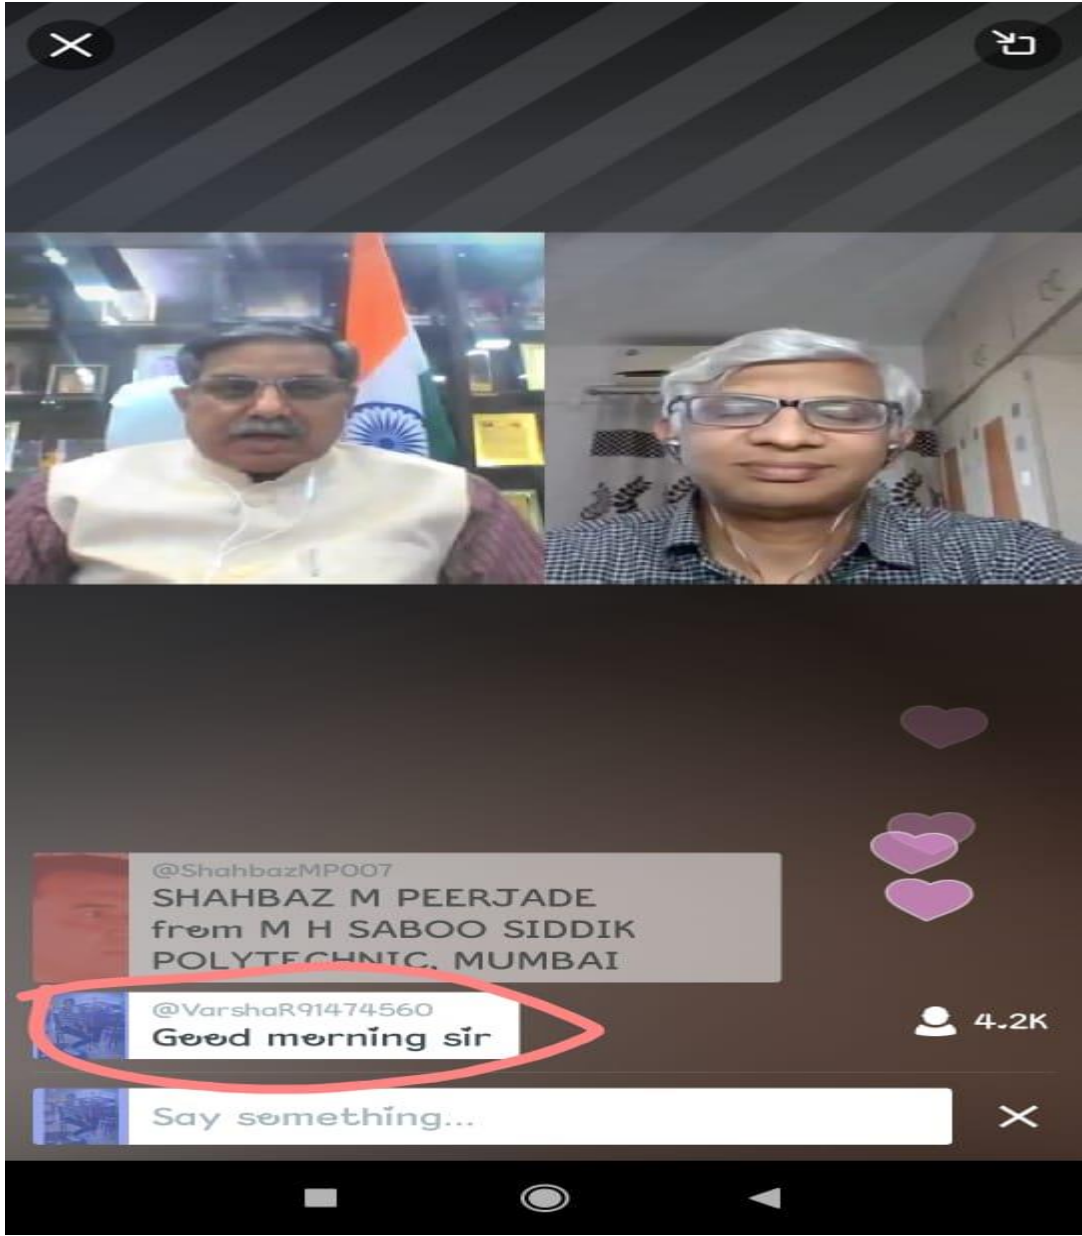 @ShahbazMP007
SHAHBAZ M PEERJADE
from M H SABOO SIDDIK
POLYTECHNIC, MUMBAI
@VarshaR91474560
Good morning sir
4.2K
Say something...